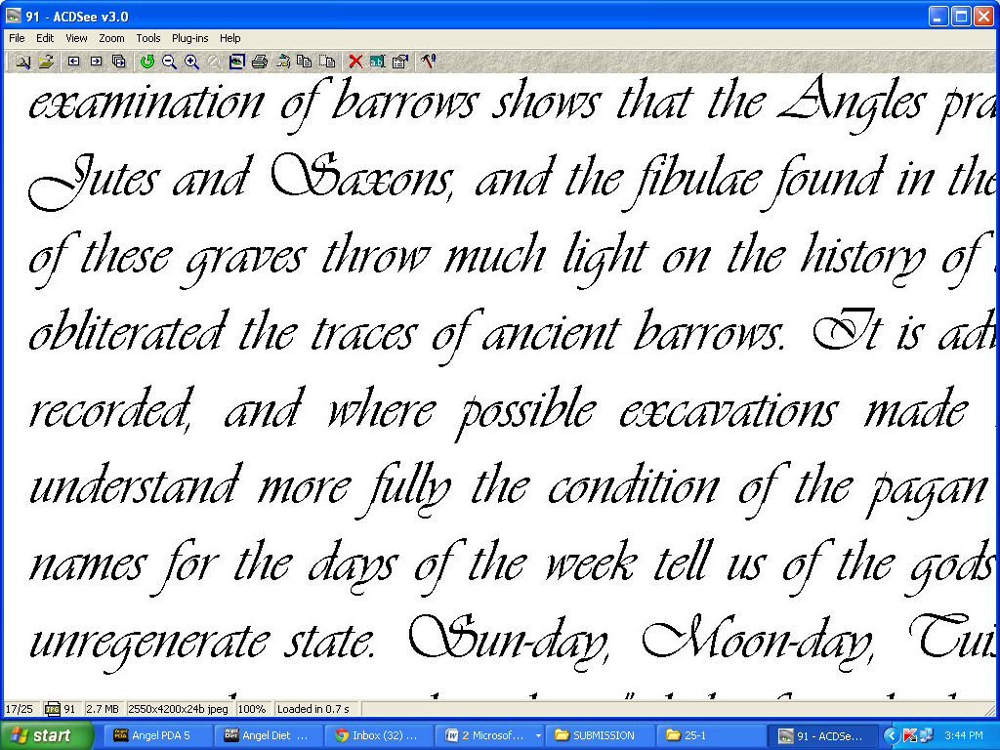 91 - ACDSee v3.0
File Edit View Zoom Tools Plug-ins Help
examination of barrows shows that the Angles
Jutes and Saxons, and the fibulae found in the
of these graves throw much light on the history of
obliterated the traces of ancient barrows. It is
recorded, and where possible excavations made
understand more fully the condition of the pagan
names for the days of the week tell us of the gods
unregenerate state. Sun-day, Moon-day,
17/25 91 2.7 MB 2550x4200x24b jpeg 100% Loaded in 0.7 s
start Angel PDA 5 Angel Diet ... Inbox (32) ... 2 Microsof... SUBMISSION 25-1 91 - ACDSe... 3:44 PM